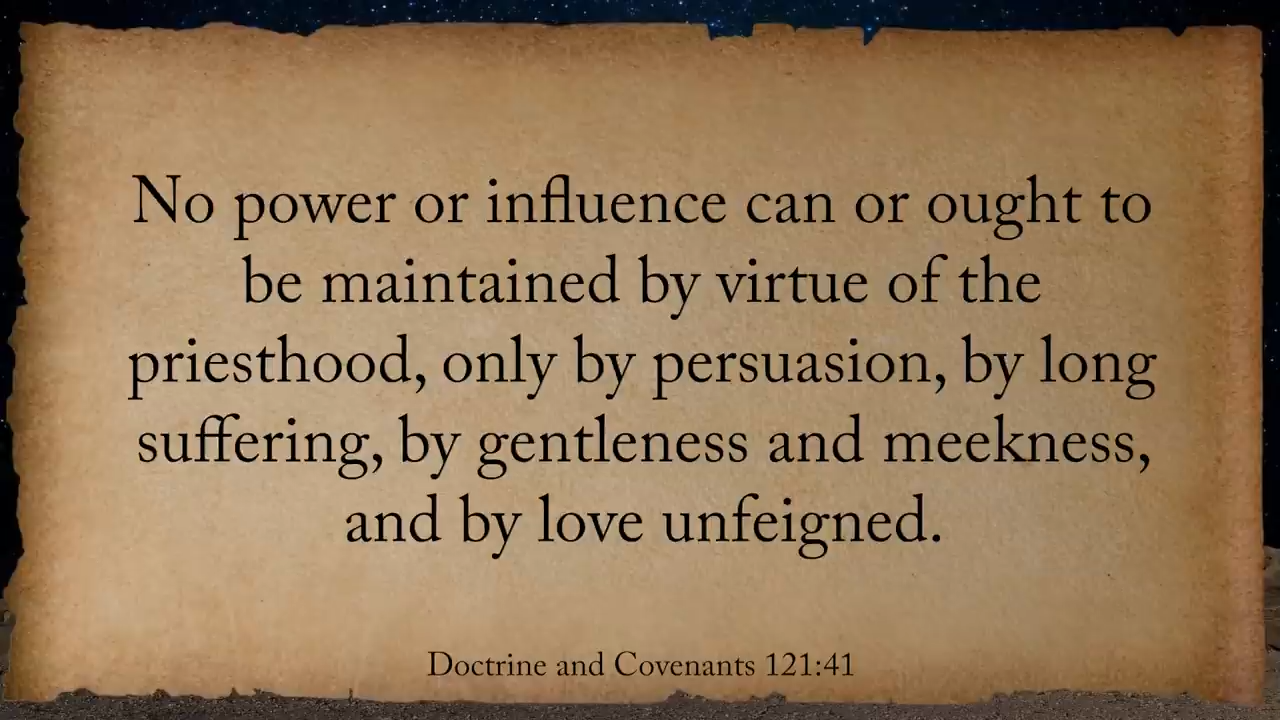 No power or influence can or ought to
be maintained by virtue of the
priesthood, only by persuasion, by long
suffering, by gentleness and meekness,
and by love unfeigned.
Doctrine and Covenants 121:41